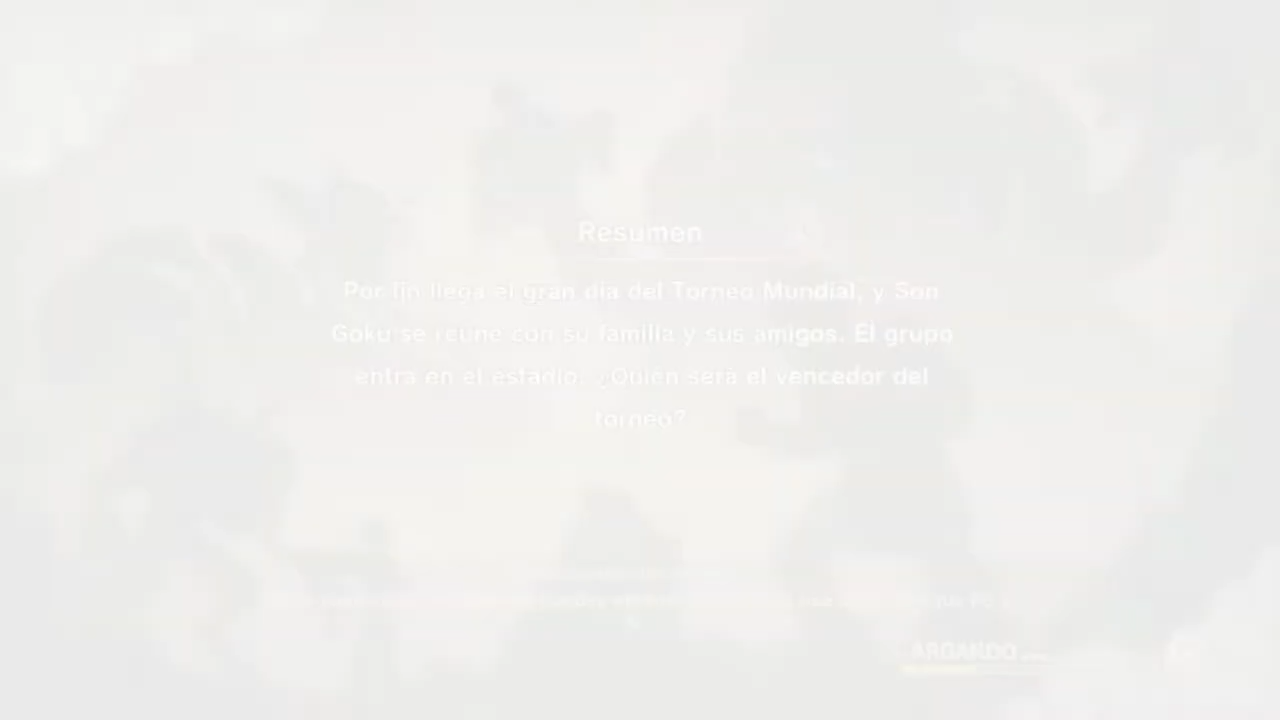 Resumen
Por fin llega el gran día del Torneo Mundial, y Son
Goku se reúne con su familia y sus amigos. El grupo
entra en el estadio. ¿Quién será el vencedor del
torneo?
ARGANDO